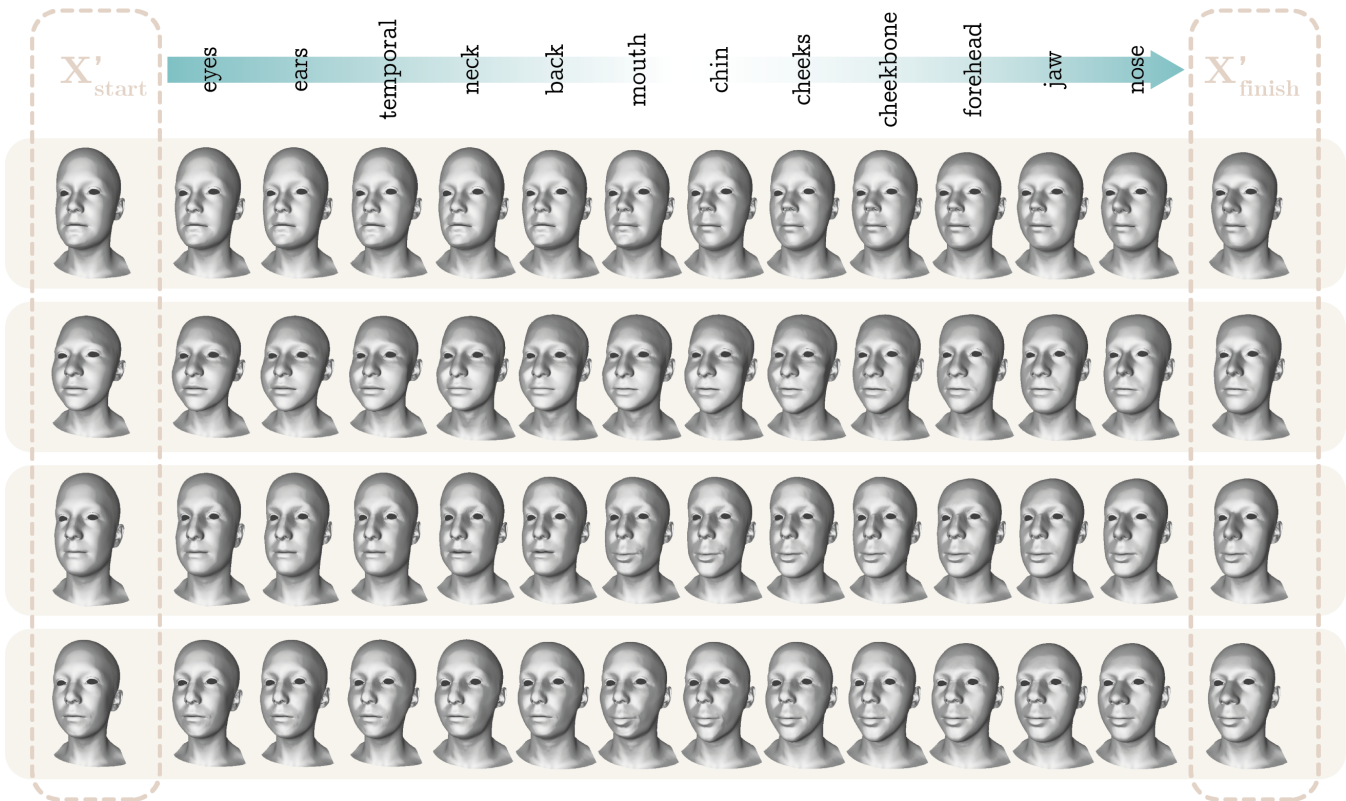 X'start
eyes
ears
temporal
neck
back
mouth
chin
cheeks
cheekbone
forehead
jaw
nose
X'finish